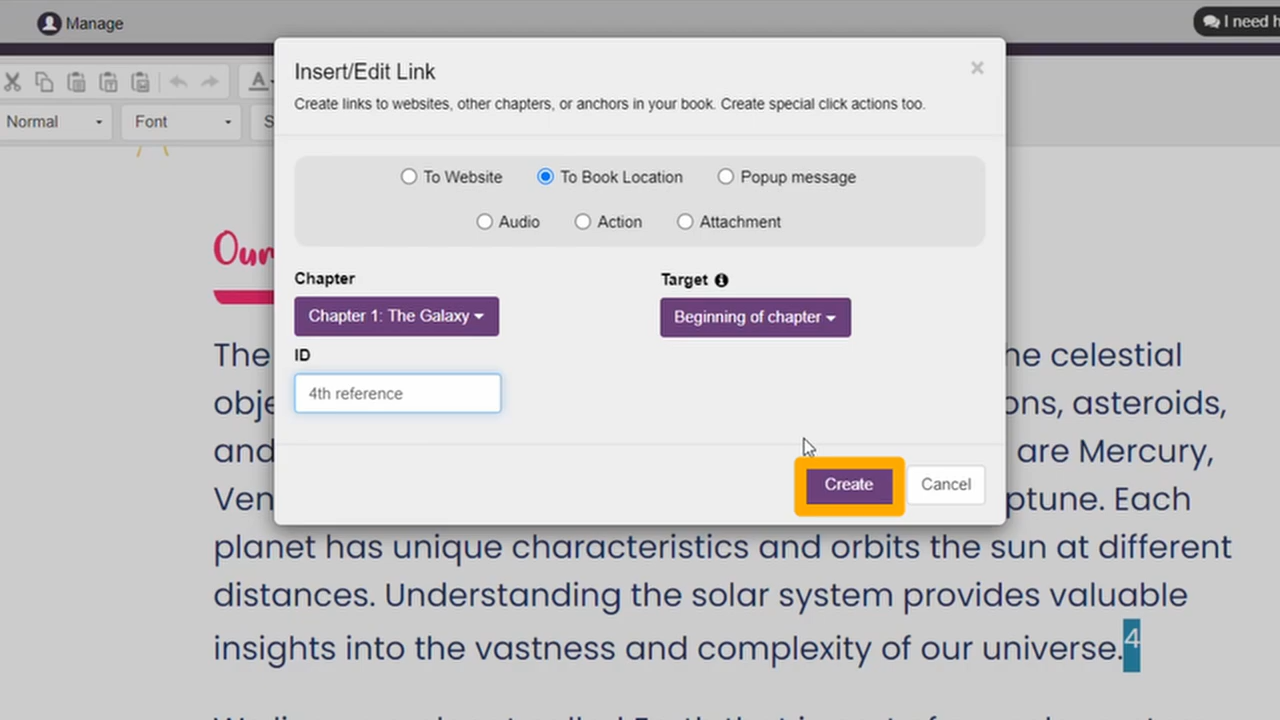 Manage
I need
Insert/Edit Link
×
Create links to websites, other chapters, or anchors in your book. Create special click actions too.
Normal
Font
S
To Website
To Book Location
Popup message
Audio
Action
Attachment
Our
Chapter
Target
Chapter 1: The Galaxy
Beginning of chapter
ID
4th reference
The
he celestial
obje
ons, asteroids,
and
are Mercury,
Create
Cancel
Ven
ptune. Each
planet has unique characteristics and orbits the sun at different
distances. Understanding the solar system provides valuable
insights into the vastness and complexity of our universe.4